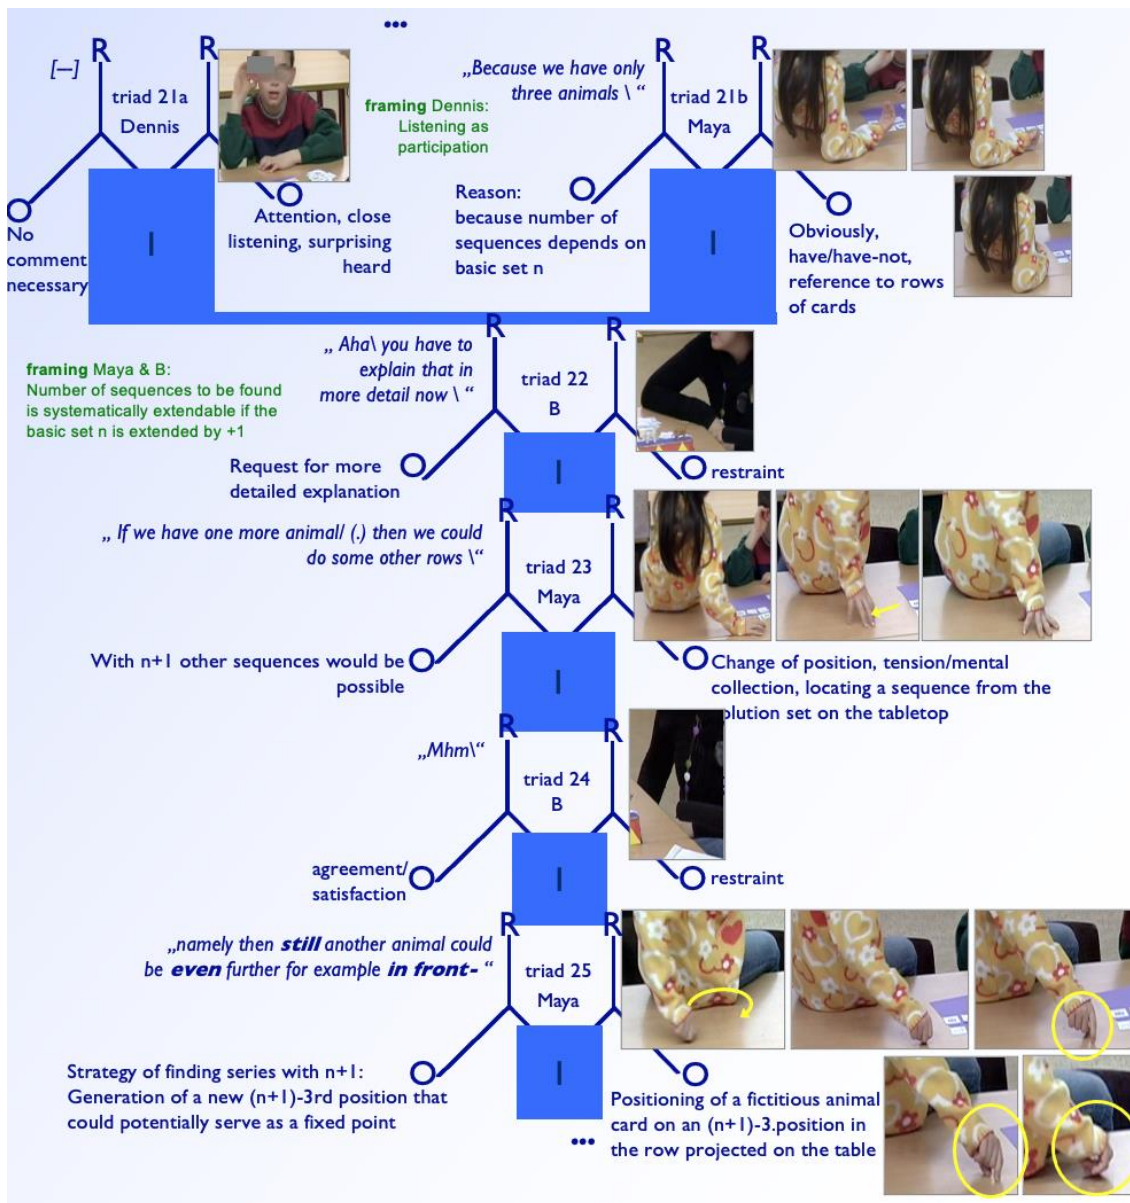 ...
R
R
[—]
triad 21a
Dennis
framing Dennis:
Listening as
participation
O
No
comment
necessary
I
O
Attention, close
listening, surprising
heard
R
R
„Because we have only
three animals \ “
triad 21b
Maya
O
Reason:
because number of
sequences depends on
basic set n
I
O
Obviously,
have/have-not,
reference to rows
of cards
R
R
framing Maya & B:
Number of sequences to be found
is systematically extendable if the
basic set n is extended by +1
„ Aha\ you have to
explain that in
more detail now \ “
triad 22
B
O
Request for more
detailed explanation
I
O
restraint
R
R
„ If we have one more animal/ (.) then we could
do some other rows \“
triad 23
Maya
O
With n+1 other sequences would be
possible
I
O
Change of position, tension/mental
collection, locating a sequence from the
olution set on the tabletop
R
R
„Mhm\“
triad 24
B
O
agreement/
satisfaction
I
O
restraint
R
R
„namely then still another animal could
be even further for example in front- “
triad 25
Maya
O
Strategy of finding series with n+1:
Generation of a new (n+1)-3rd position that
could potentially serve as a fixed point
I
O
Positioning of a fictitious animal
card on an (n+1)-3.position in
the row projected on the table
...